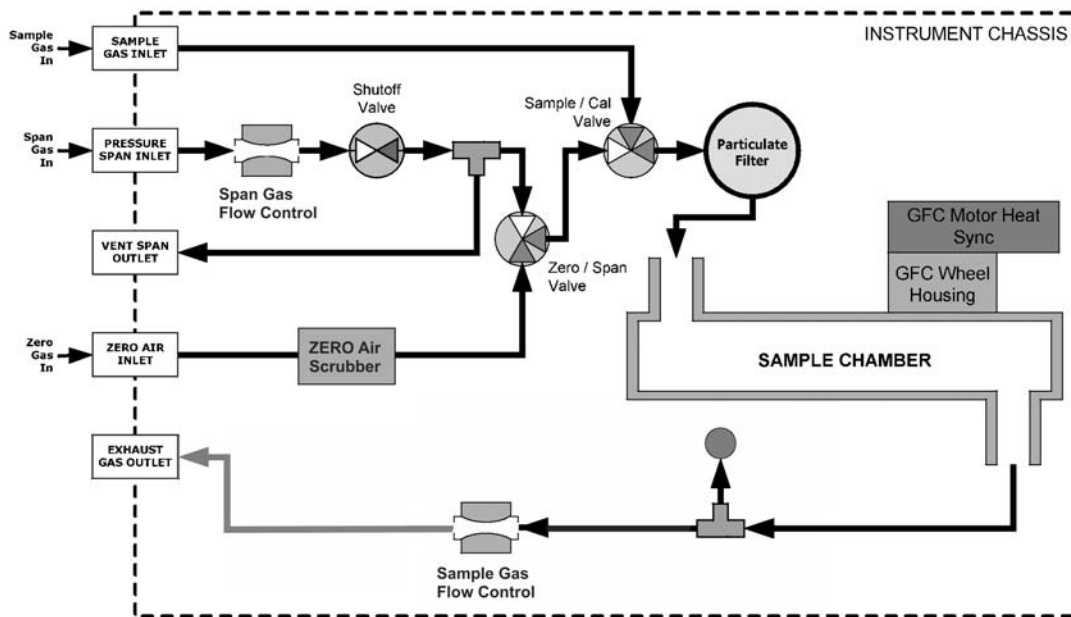 INSTRUMENT CHASSIS
Sample
Gas
In
SAMPLE
GAS INLET
Shutoff
Valve
Sample / Cal
Valve
Span
Gas
In
PRESSURE
SPAN INLET
Span Gas
Flow Control
Particulate
Filter
VENT SPAN
OUTLET
Zero / Span
Valve
GFC Motor Heat
Sync
GFC Wheel
Housing
Zero
Gas
In
ZERO AIR
INLET
ZERO Air
Scrubber
SAMPLE CHAMBER
EXHAUST
GAS OUTLET
Sample Gas
Flow Control